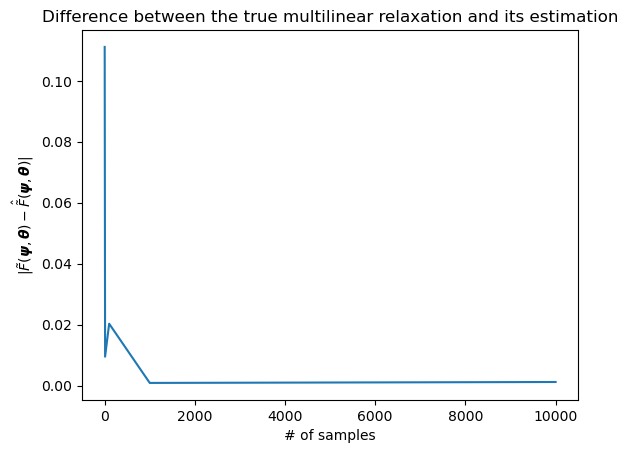 Difference between the true multilinear relaxation and its estimation
|F̃(𝝍, 𝜽) − F̂(𝝍, 𝜽)|
0.10
0.08
0.06
0.04
0.02
0.00
0 2000 4000 6000 8000 10000
# of samples